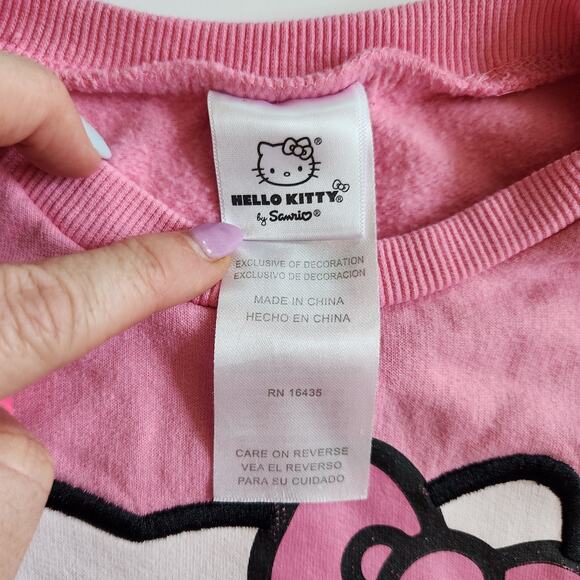 HELLO KITTY®
by Sanrio®
EXCLUSIVE OF DECORATION
EXCLUSIVO DE DECORACION
MADE IN CHINA
HECHO EN CHINA
RN 16435
CARE ON REVERSE
VEA EL REVERSO
PARA SU CUIDADO